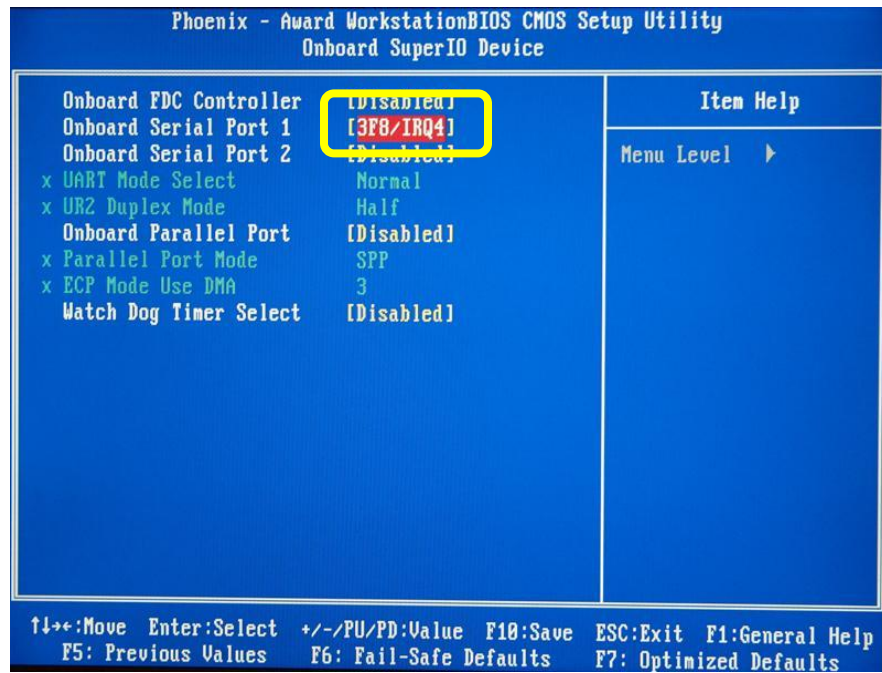 Phoenix - Award WorkstationBIOS CMOS Setup Utility
Onboard SuperIO Device
Onboard FDC Controller [Disabled]
Onboard Serial Port 1 [3F8/IRQ4]
Onboard Serial Port 2 [Disabled]
x UART Mode Select Normal
x UR2 Duplex Mode Half
Onboard Parallel Port [Disabled]
x Parallel Port Mode SPP
x ECP Mode Use DMA 3
Watch Dog Timer Select [Disabled]
Item Help
Menu Level ▶
↑↓→←:Move Enter:Select +/-/PU/PD:Value F10:Save ESC:Exit F1:General Help
F5: Previous Values F6: Fail-Safe Defaults F7: Optimized Defaults